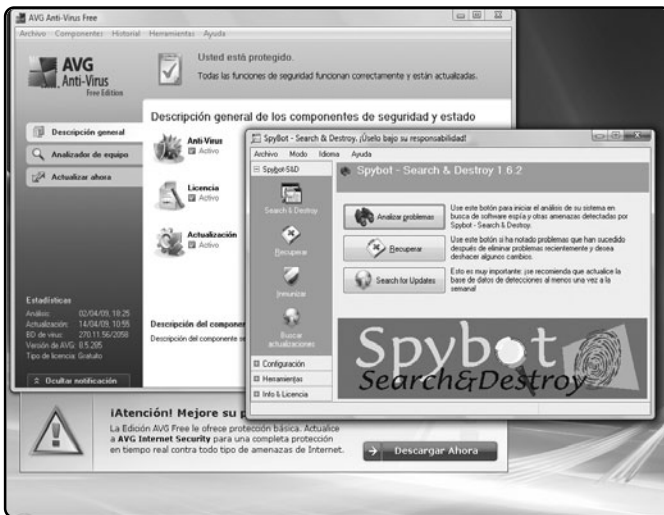 AVG Anti-Virus Free
Archivo Componentes Historial Herramientas Ayuda
AVG
Anti-Virus
Free Edition
Usted está protegido.
Todas las funciones de seguridad funcionan correctamente y están actualizadas.
Descripción general
Analizador de equipo
Actualizar ahora
Descripción general de los componentes de seguridad y estado
Anti-Virus
Activo
Licencia
Activo
Actualización
Activo
Estadísticas
Análisis: 02/04/09, 18:25
Actualización: 14/04/09, 10:55
BD de virus: 270.11.56/2058
Versión de AVG: 8.5.285
Tipo de licencia: Gratuito
Ocultar notificación
Descripción del compone
Descripción del componente se
SpyBot - Search & Destroy. ¡Úselo bajo su responsabilidad!
Archivo Modo Idioma Ayuda
Spybot-S&D
Search & Destroy
Recuperar
Inmunizar
Buscar
actualizaciones
Configuración
Herramientas
Info & Licencia
Spybot - Search & Destroy 1.6.2
Analizar problemas
Use este botón para iniciar el análisis de su sistema en
busca de software espía y otras amenazas detectadas por
Spybot - Search & Destroy.
Recuperar
Use este botón si ha notado problemas que han sucedido
después de eliminar problemas recientemente y desea
deshacer algunos cambios.
Search for Updates
Esto es muy importante: ¡se recomienda que actualice la
base de datos de detecciones al menos una vez a la
semana!
Spybot
Search&Destroy
¡Atención! Mejore su p
La Edición AVG Free le ofrece protección básica. Actualice
a AVG Internet Security para una completa protección
en tiempo real contra todo tipo de amenazas de Internet.
Descargar Ahora